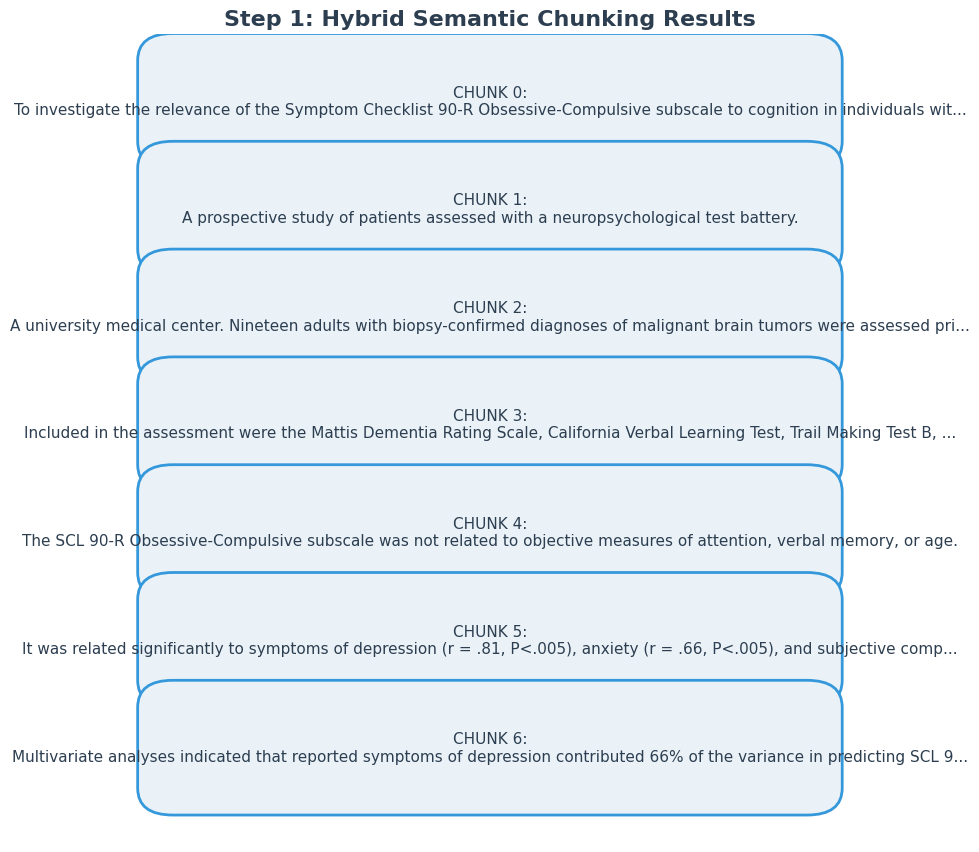 Step 1: Hybrid Semantic Chunking Results
CHUNK 0:
To investigate the relevance of the Symptom Checklist 90-R Obsessive-Compulsive subscale to cognition in individuals wit...
CHUNK 1:
A prospective study of patients assessed with a neuropsychological test battery.
CHUNK 2:
A university medical center. Nineteen adults with biopsy-confirmed diagnoses of malignant brain tumors were assessed pri...
CHUNK 3:
Included in the assessment were the Mattis Dementia Rating Scale, California Verbal Learning Test, Trail Making Test B, ...
CHUNK 4:
The SCL 90-R Obsessive-Compulsive subscale was not related to objective measures of attention, verbal memory, or age.
CHUNK 5:
It was related significantly to symptoms of depression (r = .81, P<.005), anxiety (r = .66, P<.005), and subjective comp...
CHUNK 6:
Multivariate analyses indicated that reported symptoms of depression contributed 66% of the variance in predicting SCL 9...